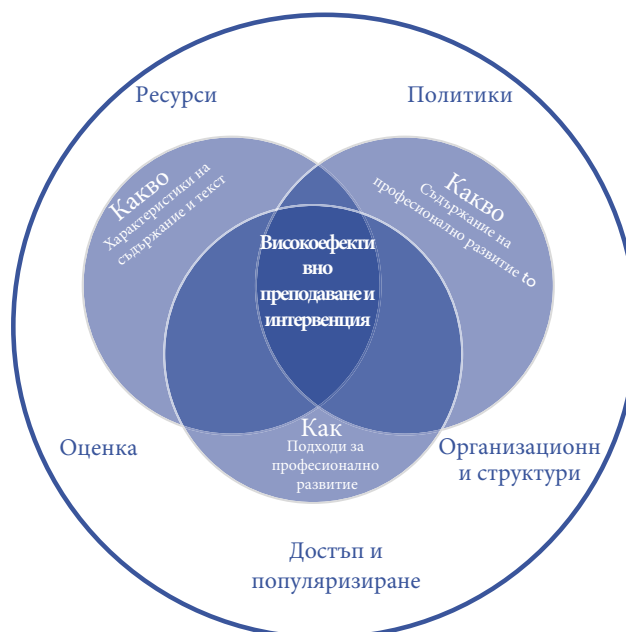 Ресурси
Политики
Какво
Характеристики на
съдържание и текст
Какво
Съдържание на
професионално развитие to
Високоефекти
вно
преподаване и
интервенция
Как
Подходи за
професионално
развитие
Оценка
Организационн
и структури
Достъп и
популяризиране